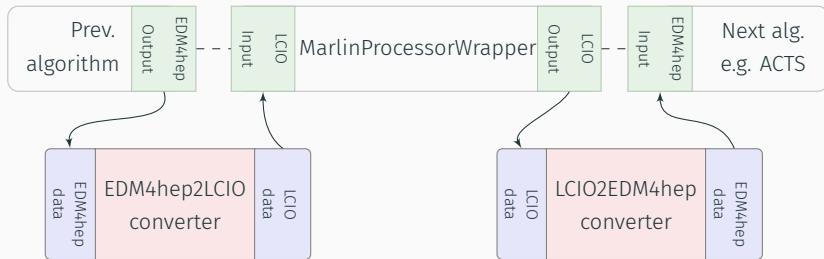 Prev.
algorithm
EDM4hep
Output
LCIO
Input
MarlinProcessorWrapper
LCIO
Output
EDM4hep
Input
Next alg.
e.g. ACTS
EDM4hep
data
EDM4hep2LCIO
converter
LCIO
data
LCIO
data
LCIO2EDM4hep
converter
EDM4hep
data